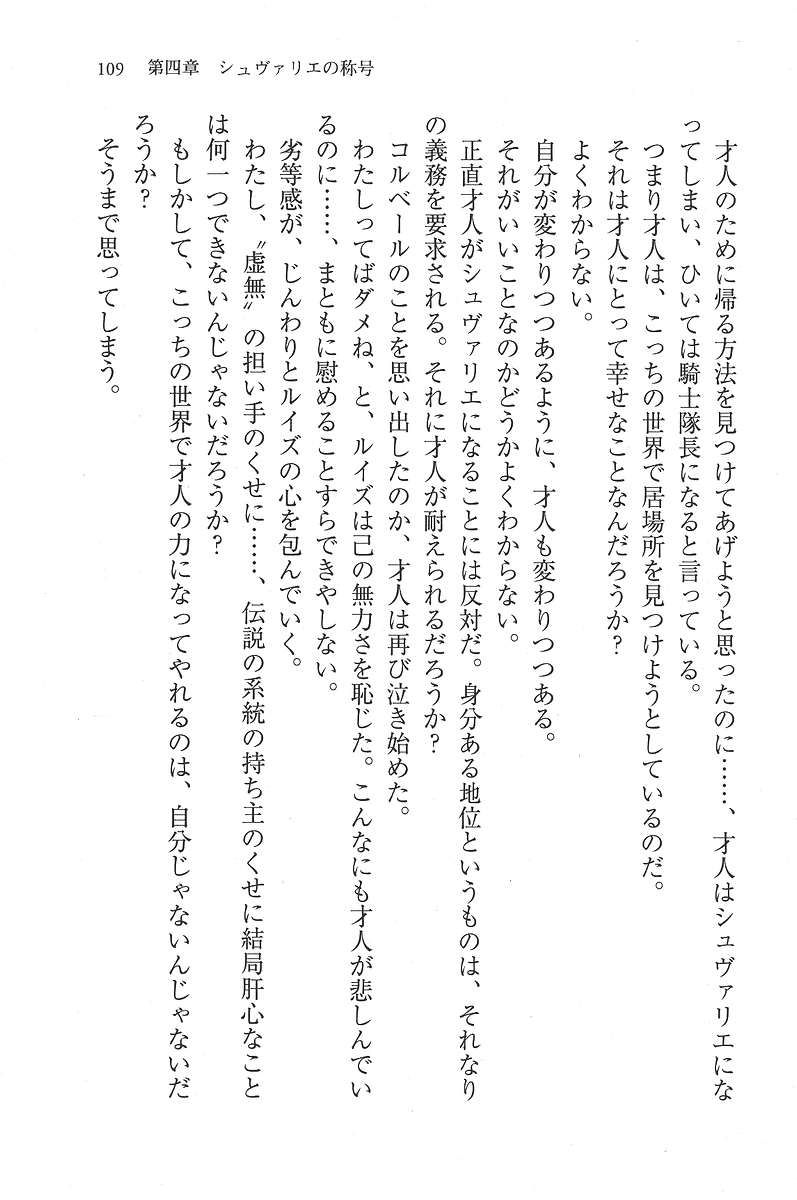 109 第四章 シュヴァリエの称号
才人のために帰る方法を見つけてあげようと思ったのに……、才人はシュヴァリエにな
ってしまい、ひいては騎士隊長になると言っている。
つまり才人は、こっちの世界で居場所を見つけようとしているのだ。
それは才人にとって幸せなことなんだろうか？
よくわからない。
自分が変わりつつあるように、才人も変わりつつある。
それがいいことなのかどうかよくわからない。
正直才人がシュヴァリエになることには反対だ。身分ある地位というものは、それなり
の義務を要求される。それに才人が耐えられるだろうか？
コルベールのことを思い出したのか、才人は再び泣き始めた。
わたしってばダメね、と、ルイズは己の無力さを恥じた。こんなにも才人が悲しんでい
るのに……、まともに慰めることすらできやしない。
劣等感が、じんわりとルイズの心を包んでいく。
わたし、〝虚無〟の担い手のくせに……、伝説の系統の持ち主のくせに結局肝心なこと
は何一つできないんじゃないだろうか？
もしかして、こっちの世界で才人の力になってやれるのは、自分じゃないんじゃないだ
ろうか？
そうまで思ってしまう。